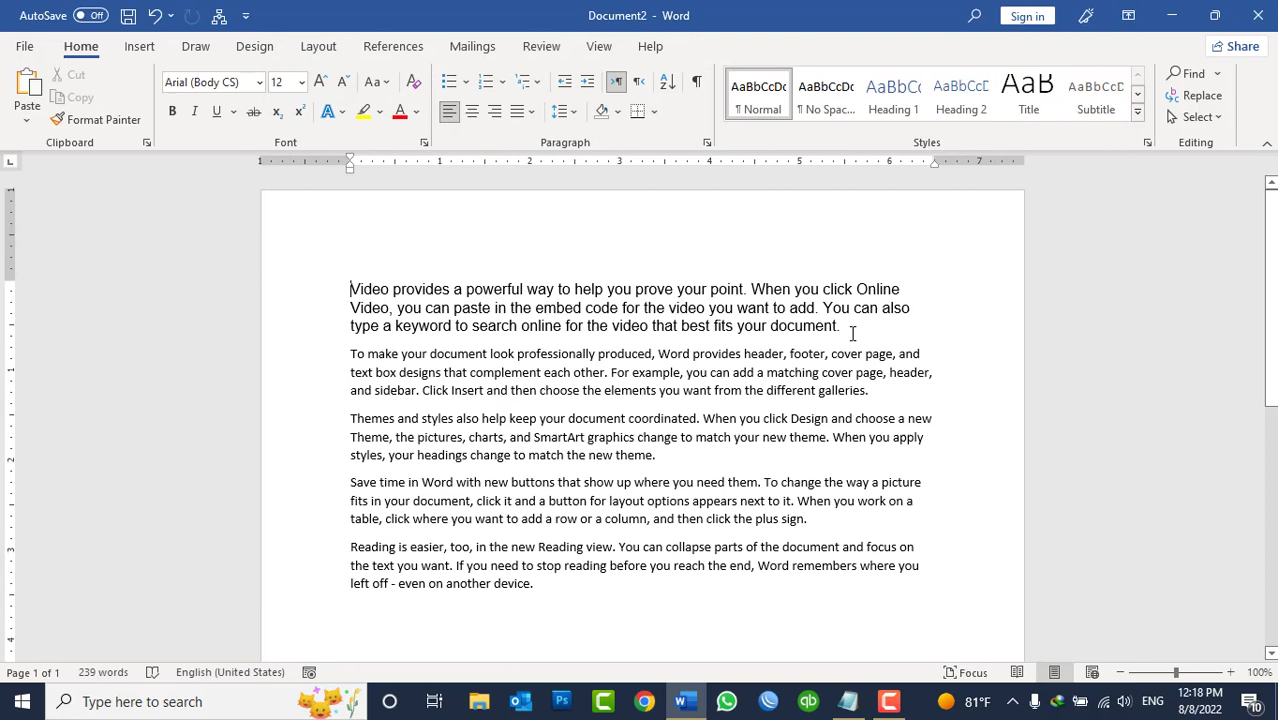 AutoSave Off Document2 - Word Sign in
File Home Insert Draw Design Layout References Mailings Review View Help Share
Paste Cut Copy Format Painter
Arial (Body CS) 12 Aa
B I U ab x₂ x² A A
AaBbCcDc ¶ Normal
AaBbCcDc ¶ No Spac...
AaBbCc Heading 1
AaBbCcD Heading 2
AaB Title
AaBbCcD Subtitle
Find
Replace
Select
Clipboard Font Paragraph Styles Editing
1 1 2 3 4 5 6 7
Video provides a powerful way to help you prove your point. When you click Online
Video, you can paste in the embed code for the video you want to add. You can also
type a keyword to search online for the video that best fits your document.
To make your document look professionally produced, Word provides header, footer, cover page, and
text box designs that complement each other. For example, you can add a matching cover page, header,
and sidebar. Click Insert and then choose the elements you want from the different galleries.
Themes and styles also help keep your document coordinated. When you click Design and choose a new
Theme, the pictures, charts, and SmartArt graphics change to match your new theme. When you apply
styles, your headings change to match the new theme.
Save time in Word with new buttons that show up where you need them. To change the way a picture
fits in your document, click it and a button for layout options appears next to it. When you work on a
table, click where you want to add a row or a column, and then click the plus sign.
Reading is easier, too, in the new Reading view. You can collapse parts of the document and focus on
the text you want. If you need to stop reading before you reach the end, Word remembers where you
left off - even on another device.
Page 1 of 1 239 words English (United States) Focus 100%
Type here to search 81°F ENG 12:18 PM
8/8/2022 10